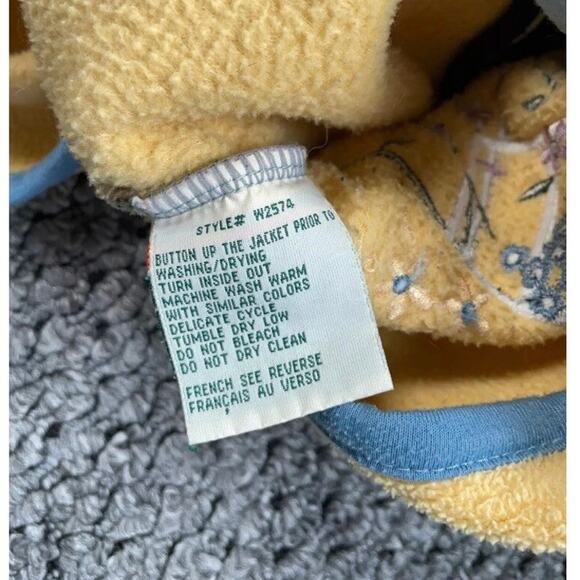 STYLE# W2574
BUTTON UP THE JACKET PRIOR TO
WASHING/DRYING
TURN INSIDE OUT
MACHINE WASH WARM
WITH SIMILAR COLORS
DELICATE CYCLE
TUMBLE DRY LOW
DO NOT BLEACH
DO NOT DRY CLEAN
FRENCH SEE REVERSE
FRANÇAIS AU VERSO